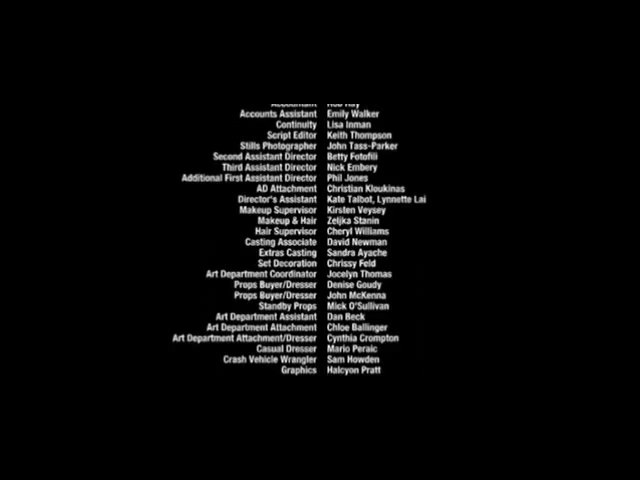 Accountant Rob Ray
Accounts Assistant Emily Walker
Continuity Lisa Inman
Script Editor Keith Thompson
Stills Photographer John Tass-Parker
Second Assistant Director Betty Fotofili
Third Assistant Director Nick Embery
Additional First Assistant Director Phil Jones
AD Attachment Christian Kloukinas
Director's Assistant Kate Talbot, Lynnette Lai
Makeup Supervisor Kirsten Veysey
Makeup & Hair Zeljka Stanin
Hair Supervisor Cheryl Williams
Casting Associate David Newman
Extras Casting Sandra Ayache
Set Decoration Chrissy Feld
Art Department Coordinator Jocelyn Thomas
Props Buyer/Dresser Denise Goudy
Props Buyer/Dresser John McKenna
Standby Props Mick O'Sullivan
Art Department Assistant Dan Beck
Art Department Attachment Chloe Ballinger
Art Department Attachment/Dresser Cynthia Crompton
Casual Dresser Mario Peraic
Crash Vehicle Wrangler Sam Howden
Graphics Halcyon Pratt